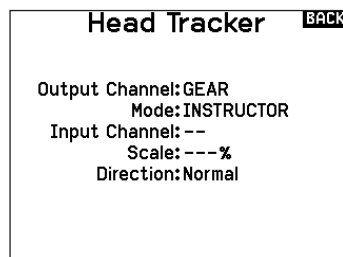 Head Tracker BACK
Output Channel:GEAR
Mode:INSTRUCTOR
Input Channel:--
Scale:---%
Direction:Normal